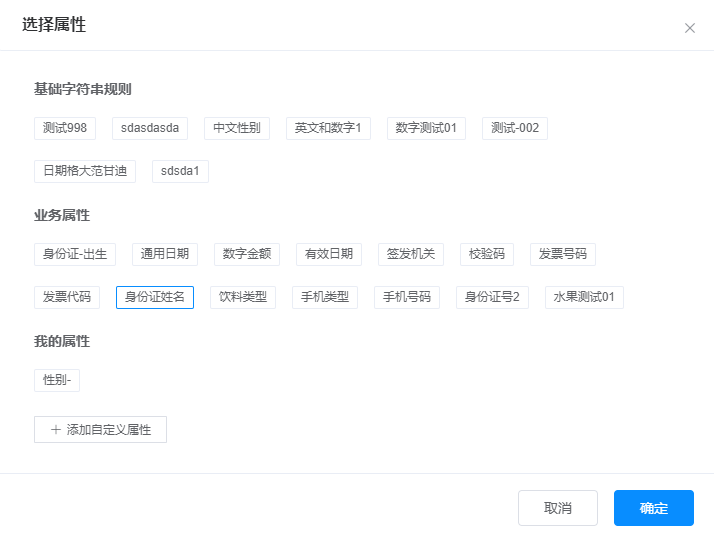 选择属性
基础字符串规则
测试998 sdasdasda 中文性别 英文和数字1 数字测试01 测试-002
日期格大范甘迪 sdsda1
业务属性
身份证-出生 通用日期 数字金额 有效日期 签发机关 校验码 发票号码
发票代码 身份证姓名 饮料类型 手机类型 手机号码 身份证号2 水果测试01
我的属性
性别-
+ 添加自定义属性
取消 确定